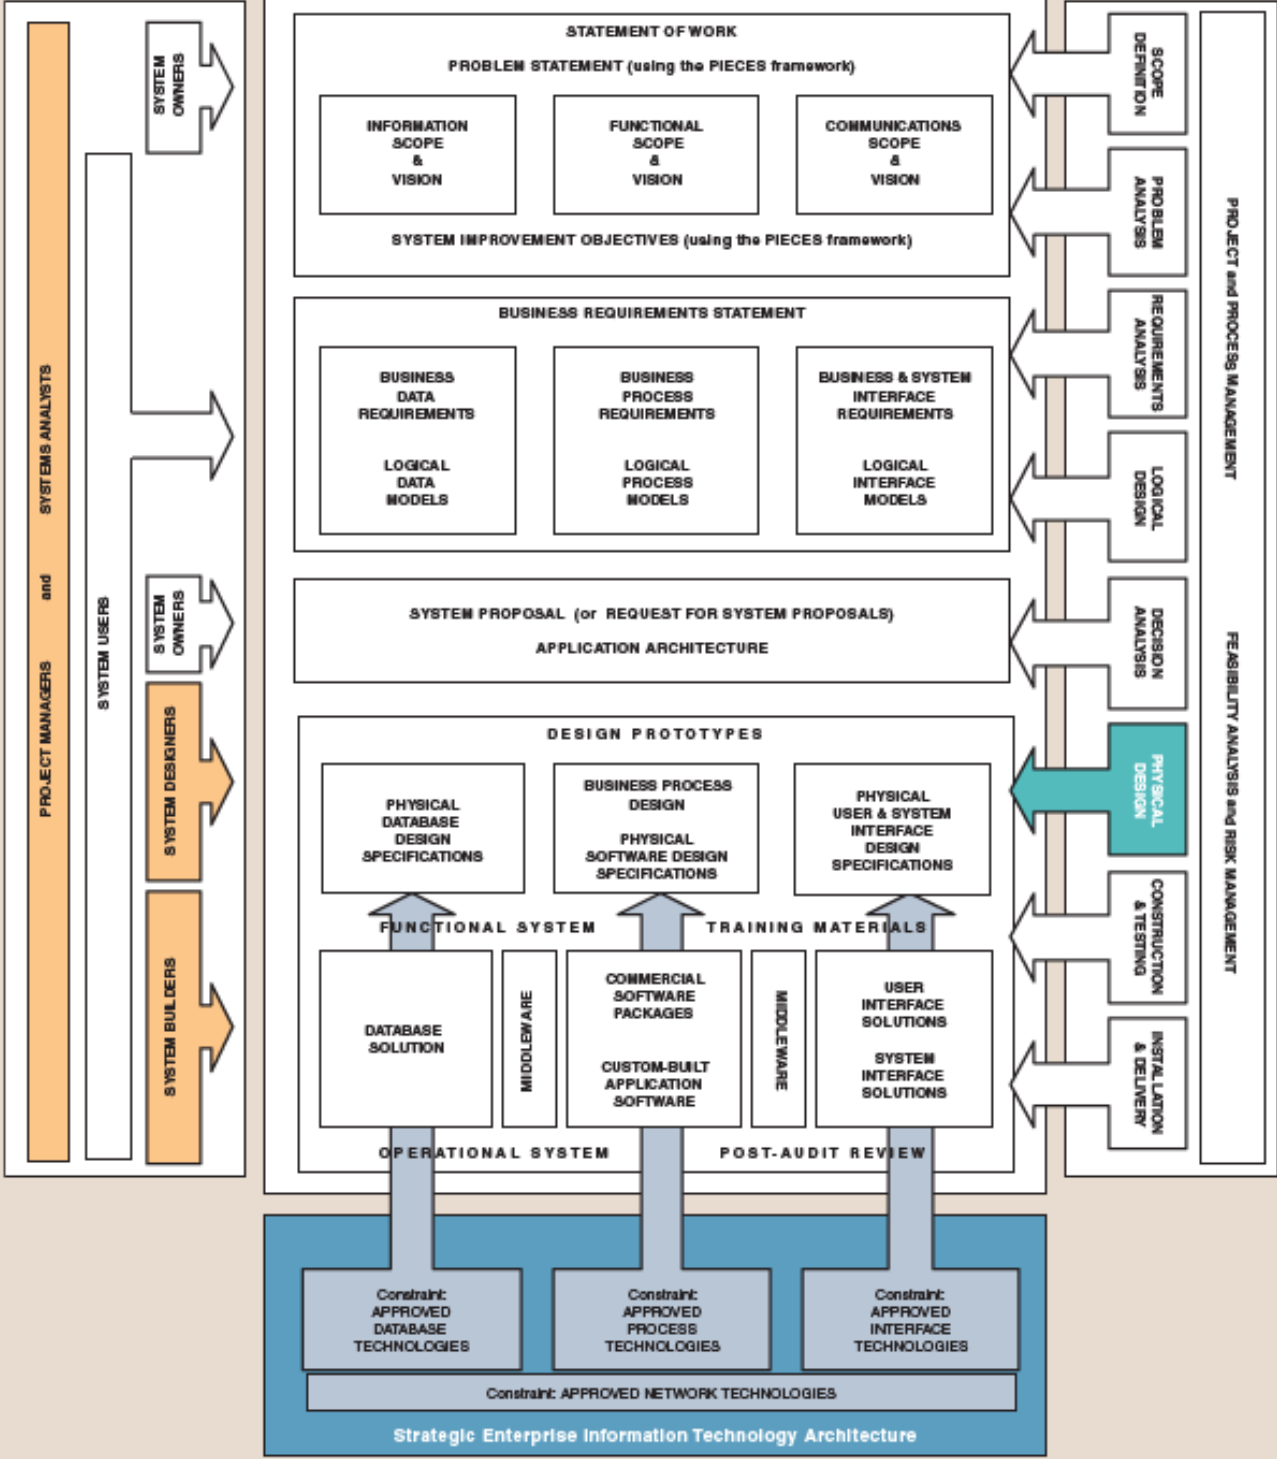 SYSTEMS ANALYSTS
and
PROJECT MANAGERS
SYSTEM USERS
SYSTEM
OWNERS
SYSTEM
OWNERS
SYSTEM DESIGNERS
SYSTEM BUILDERS
STATEMENT OF WORK
PROBLEM STATEMENT (using the PIECES framework)
INFORMATION
SCOPE
&
VISION
FUNCTIONAL
SCOPE
&
VISION
COMMUNICATIONS
SCOPE
&
VISION
SYSTEM IMPROVEMENT OBJECTIVES (using the PIECES framework)
BUSINESS REQUIREMENTS STATEMENT
BUSINESS
DATA
REQUIREMENTS
LOGICAL
DATA
MODELS
BUSINESS
PROCESS
REQUIREMENTS
LOGICAL
PROCESS
MODELS
BUSINESS & SYSTEM
INTERFACE
REQUIREMENTS
LOGICAL
INTERFACE
MODELS
SYSTEM PROPOSAL (or REQUEST FOR SYSTEM PROPOSALS)
APPLICATION ARCHITECTURE
DESIGN PROTOTYPES
PHYSICAL
DATABASE
DESIGN
SPECIFICATIONS
BUSINESS PROCESS
DESIGN
PHYSICAL
SOFTWARE DESIGN
SPECIFICATIONS
PHYSICAL
USER & SYSTEM
INTERFACE
DESIGN
SPECIFICATIONS
FUNCTIONAL SYSTEM
TRAINING MATERIALS
DATABASE
SOLUTION
MIDDLEWARE
COMMERCIAL
SOFTWARE
PACKAGES
CUSTOM-BUILT
APPLICATION
SOFTWARE
MIDDLEWARE
USER
INTERFACE
SOLUTIONS
SYSTEM
INTERFACE
SOLUTIONS
OPERATIONAL SYSTEM
POST-AUDIT REVIEW
Constraint:
APPROVED
DATABASE
TECHNOLOGIES
Constraint:
APPROVED
PROCESS
TECHNOLOGIES
Constraint:
APPROVED
INTERFACE
TECHNOLOGIES
Constraint: APPROVED NETWORK TECHNOLOGIES
Strategic Enterprise Information Technology Architecture
SCOPE
DEFINITION
PROBLEM
ANALYSIS
REQUIREMENTS
ANALYSIS
LOGICAL
DESIGN
DECISION
ANALYSIS
PHYSICAL
DESIGN
CONSTRUCTION
& TESTING
INSTALLATION
& DELIVERY
PROJECT and PROCESS MANAGEMENT
FEASIBILITY ANALYSIS and RISK MANAGEMENT